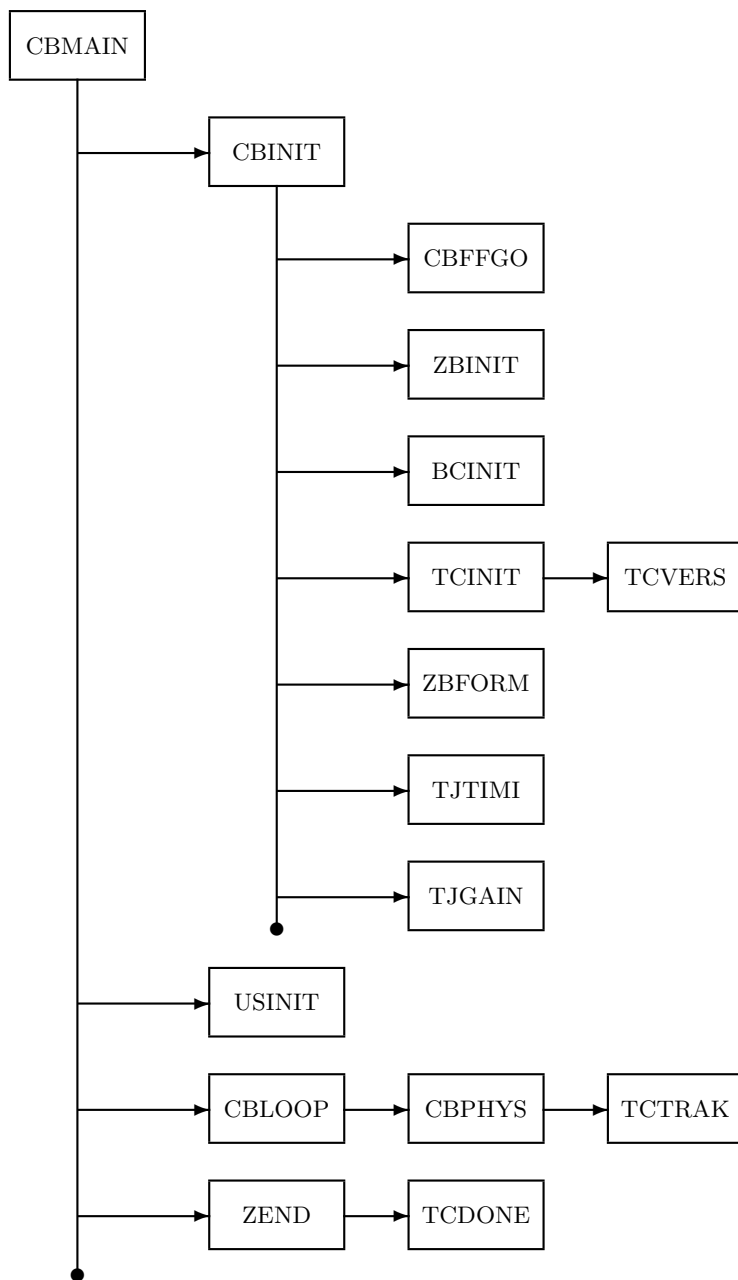 CBMAIN
CBINIT
CBFFGO
ZBINIT
BCINIT
TCINIT TCVERS
ZBFORM
TJTIMI
TJGAIN
USINIT
CBLOOP CBPHYS TCTRAK
ZEND TCDONE